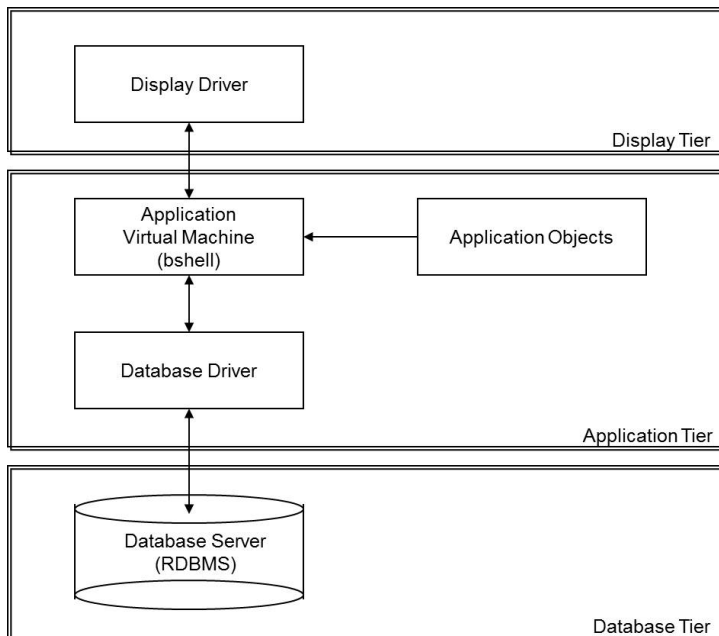 Display Driver
Display Tier
Application
Virtual Machine
(bshell)
Application Objects
Database Driver
Application Tier
Database Server
(RDBMS)
Database Tier